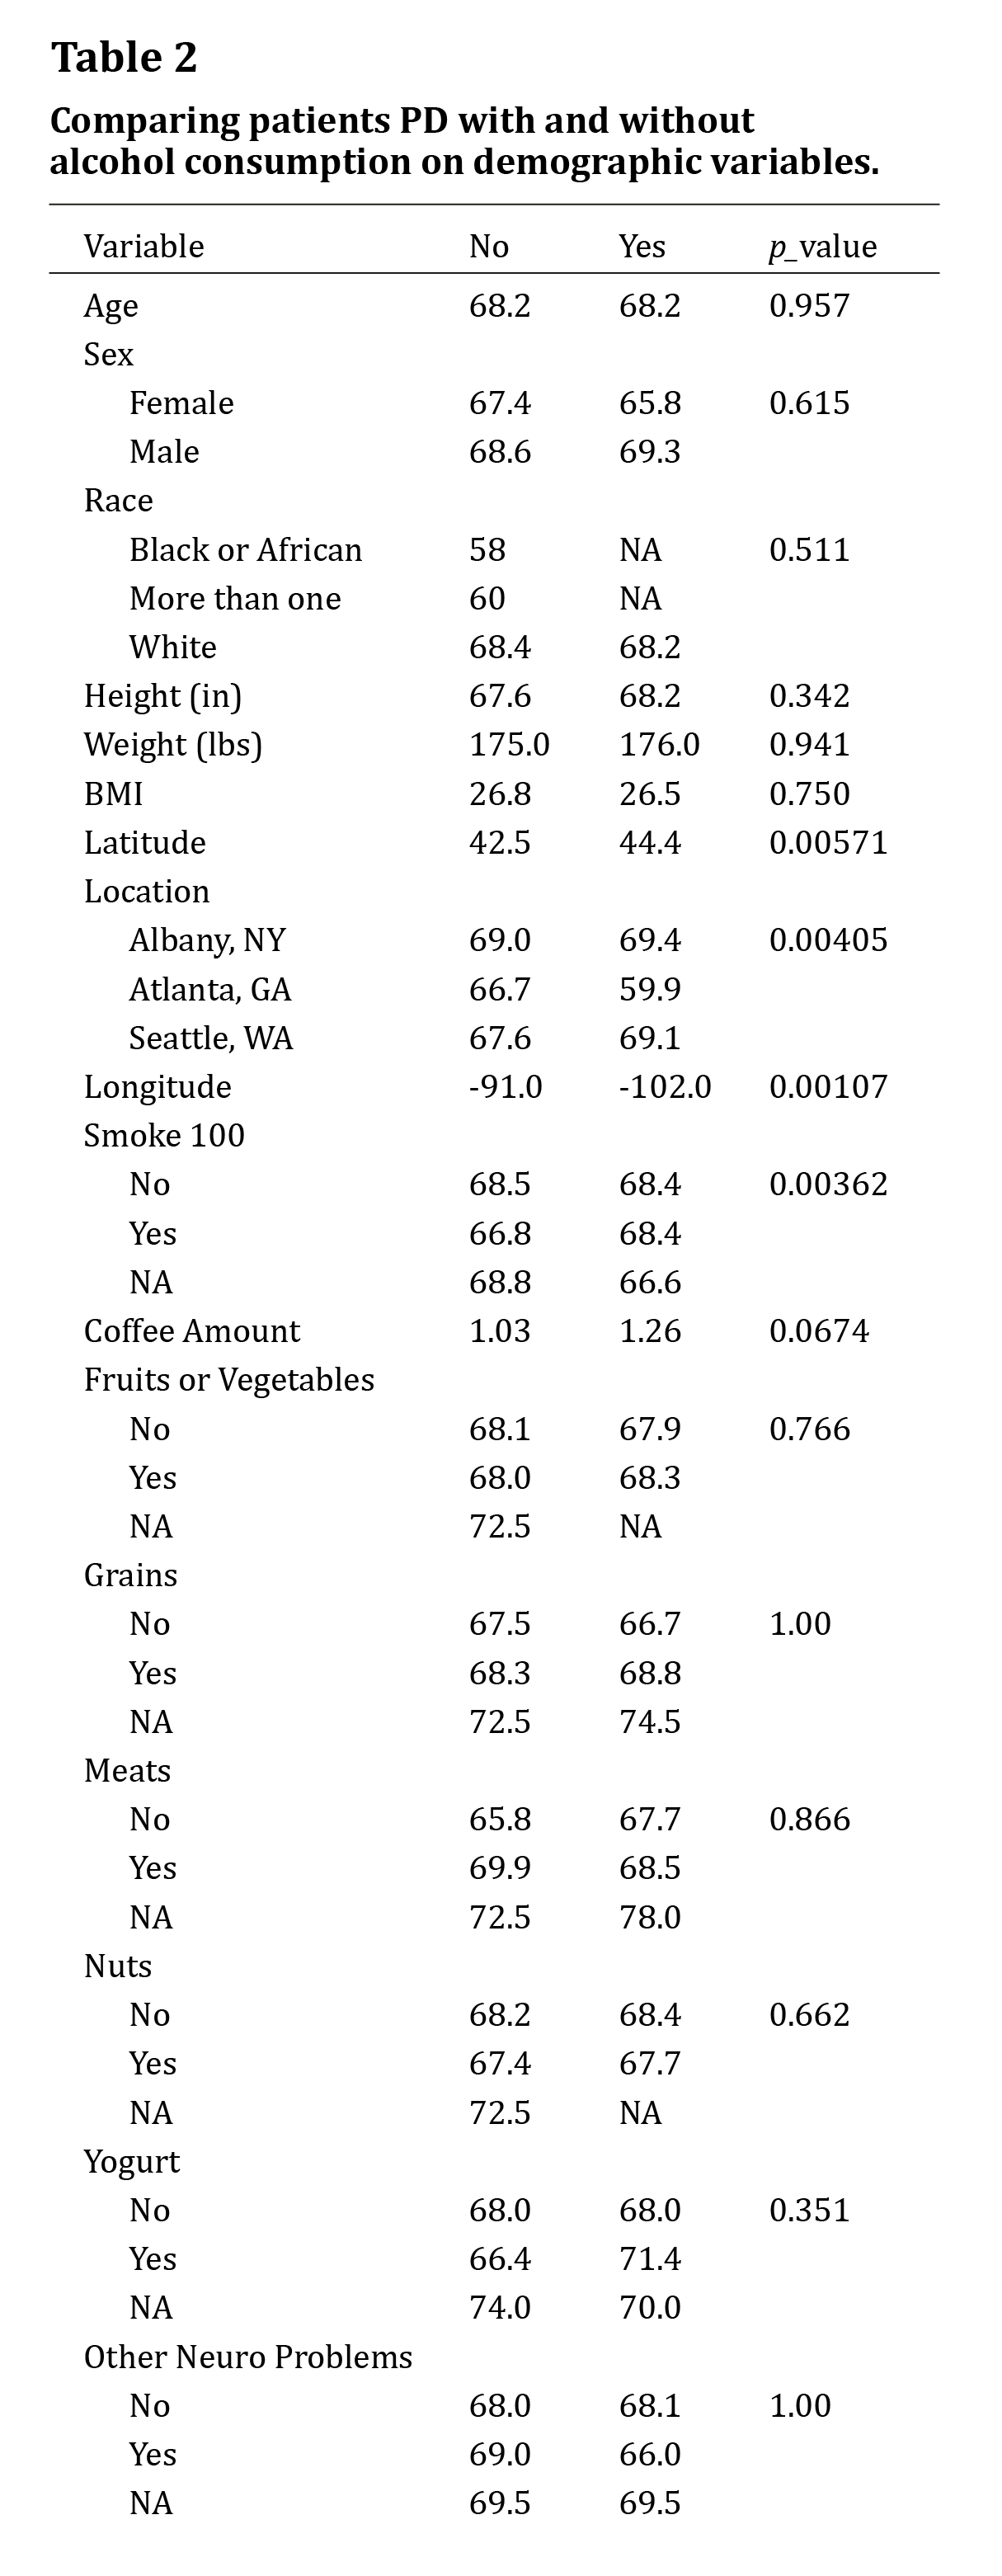 Table 2
Comparing patients PD with and without
alcohol consumption on demographic variables.
Variable No Yes p_value
Age 68.2 68.2 0.957
Sex
Female 67.4 65.8 0.615
Male 68.6 69.3
Race
Black or African 58 NA 0.511
More than one 60 NA
White 68.4 68.2
Height (in) 67.6 68.2 0.342
Weight (lbs) 175.0 176.0 0.941
BMI 26.8 26.5 0.750
Latitude 42.5 44.4 0.00571
Location
Albany, NY 69.0 69.4 0.00405
Atlanta, GA 66.7 59.9
Seattle, WA 67.6 69.1
Longitude -91.0 -102.0 0.00107
Smoke 100
No 68.5 68.4 0.00362
Yes 66.8 68.4
NA 68.8 66.6
Coffee Amount 1.03 1.26 0.0674
Fruits or Vegetables
No 68.1 67.9 0.766
Yes 68.0 68.3
NA 72.5 NA
Grains
No 67.5 66.7 1.00
Yes 68.3 68.8
NA 72.5 74.5
Meats
No 65.8 67.7 0.866
Yes 69.9 68.5
NA 72.5 78.0
Nuts
No 68.2 68.4 0.662
Yes 67.4 67.7
NA 72.5 NA
Yogurt
No 68.0 68.0 0.351
Yes 66.4 71.4
NA 74.0 70.0
Other Neuro Problems
No 68.0 68.1 1.00
Yes 69.0 66.0
NA 69.5 69.5